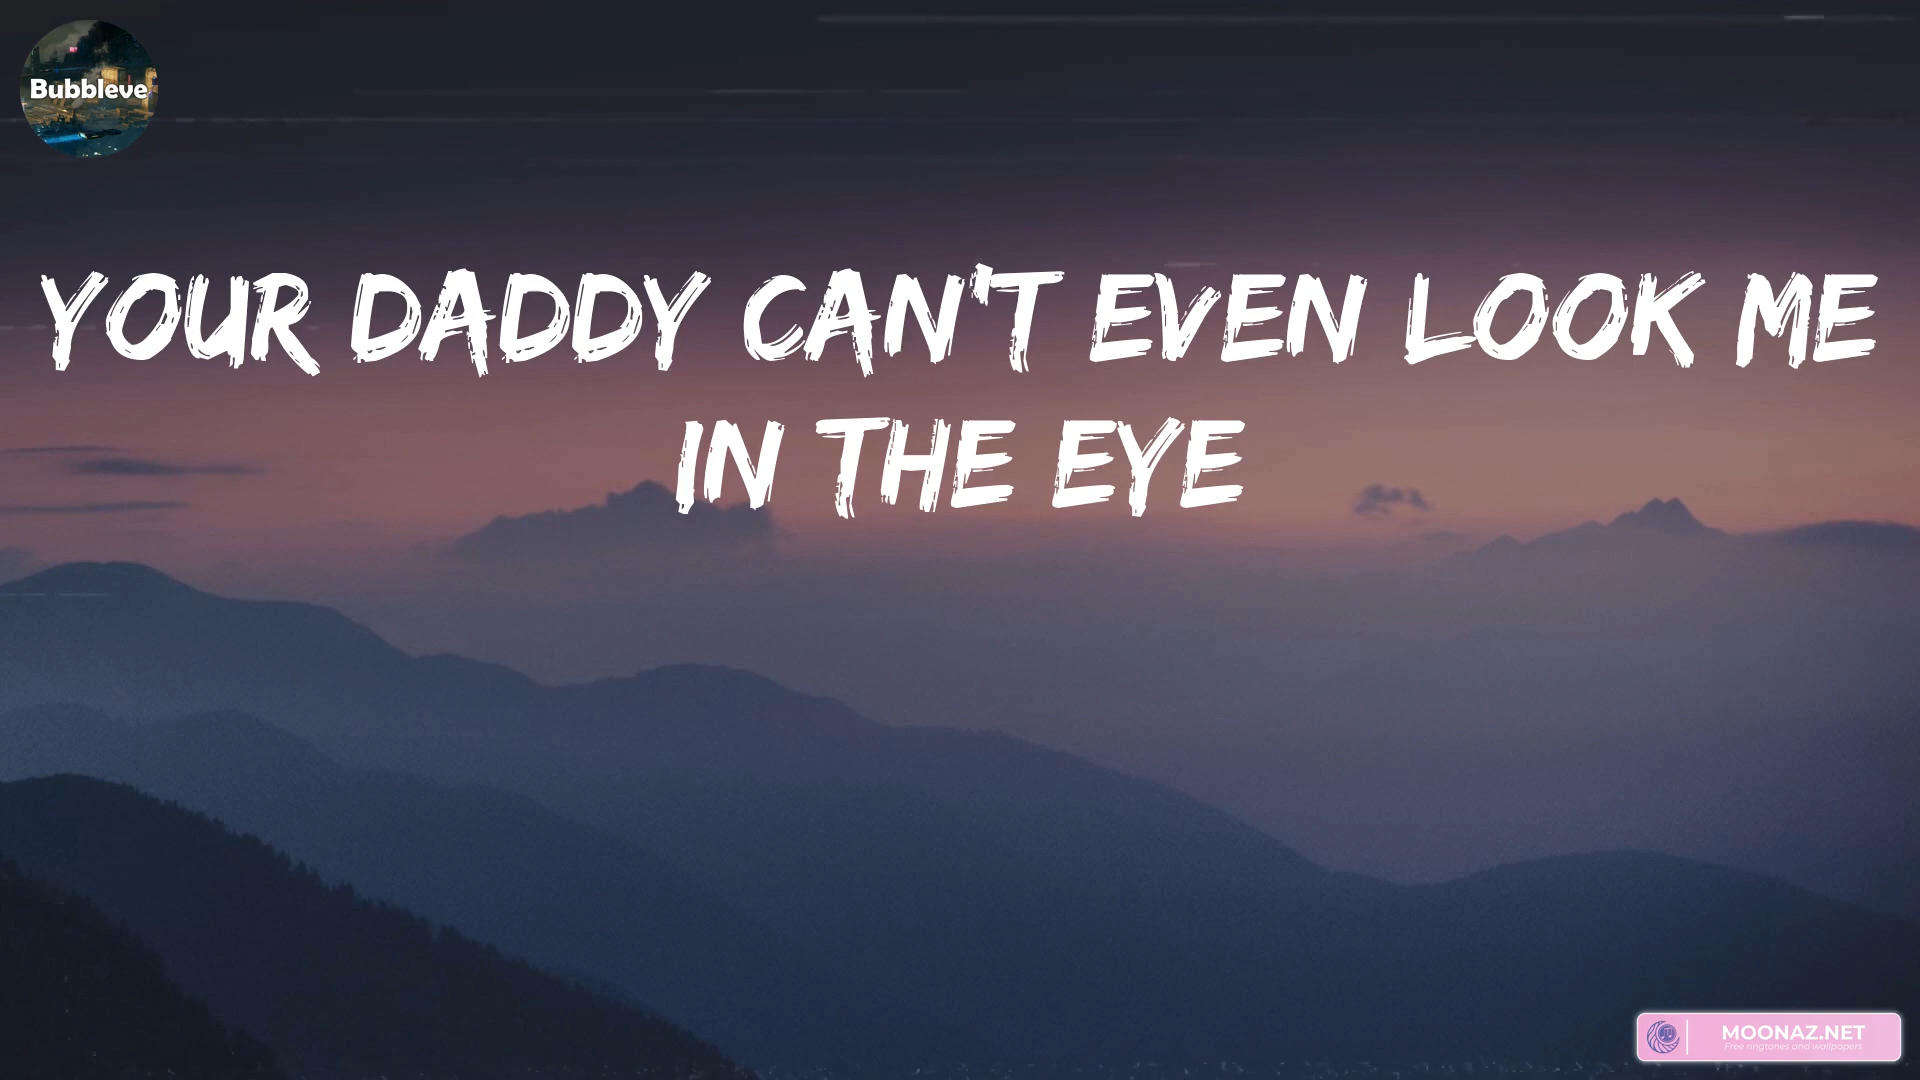 Bubbleve
YOUR DADDY CAN'T EVEN LOOK ME
IN THE EYE
MOONAZ.NET
Free ringtones and wallpapers